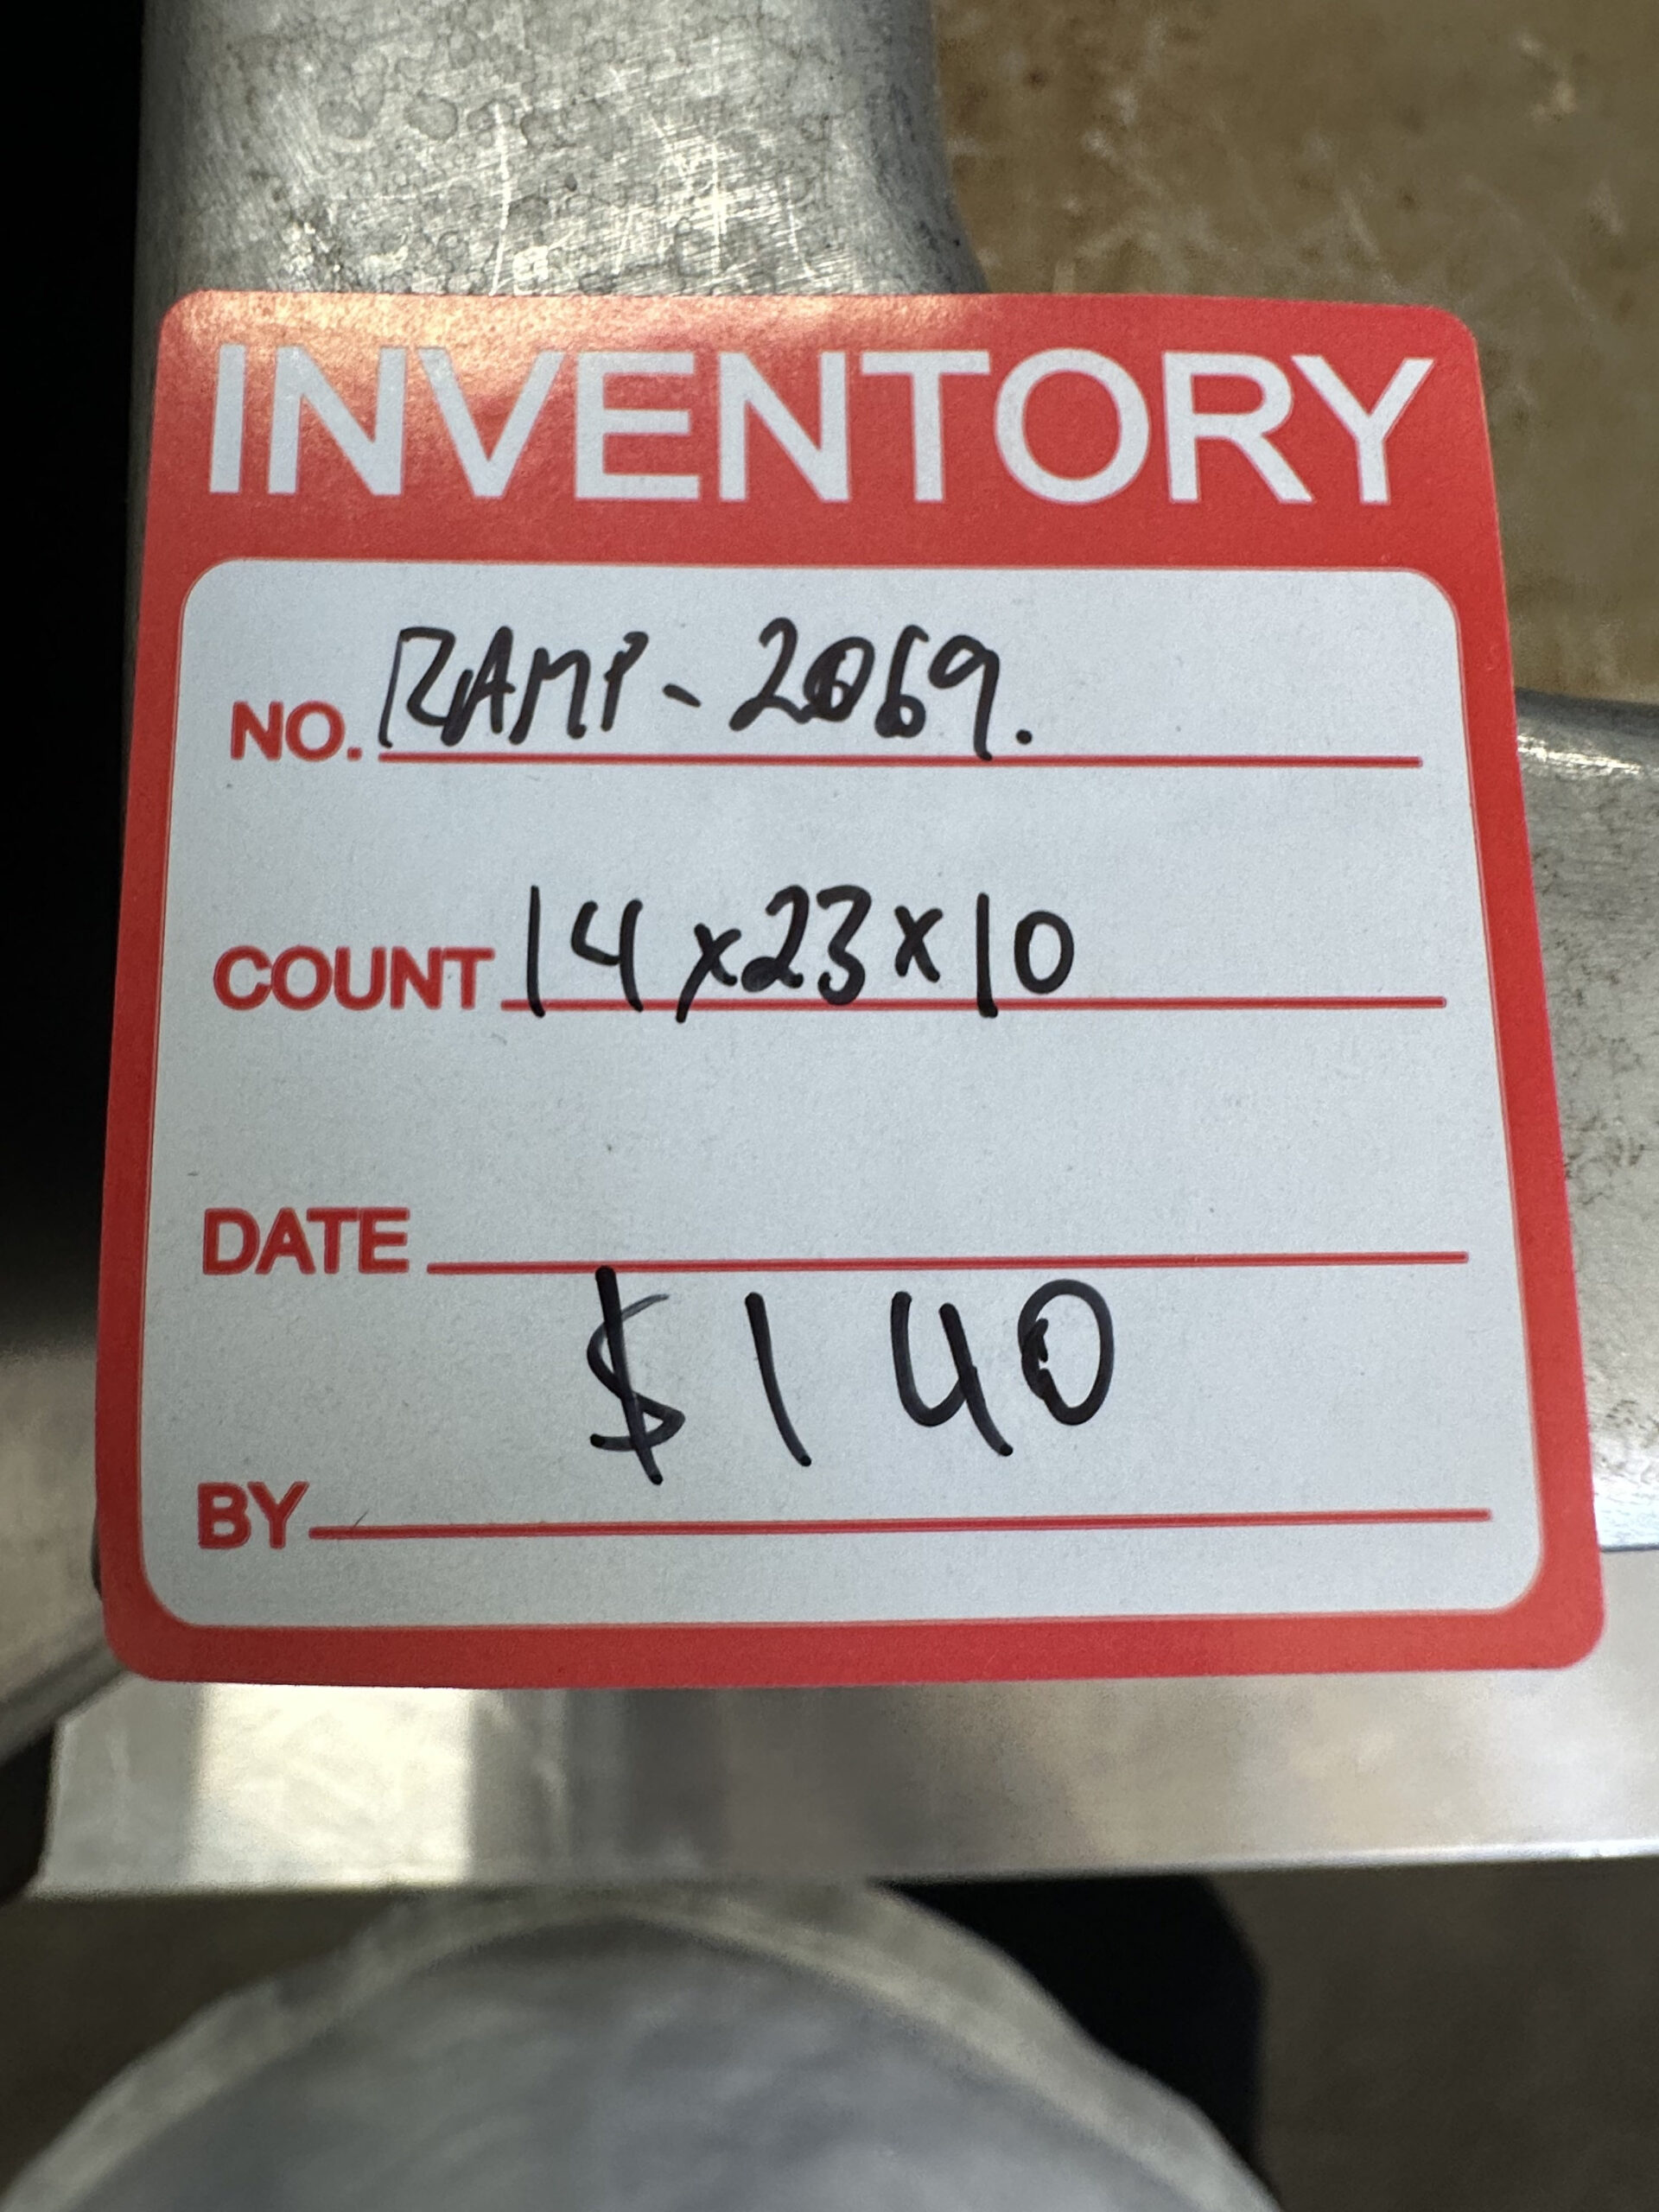 INVENTORY
NO. RAMP-2069.
COUNT 14x23x10
DATE
$140
BY